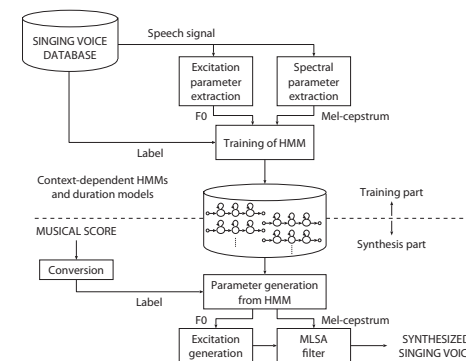 SINGING VOICE
DATABASE
Speech signal
Excitation
parameter
extraction
Spectral
parameter
extraction
F0
Mel-cepstrum
Training of HMM
Label
Context-dependent HMMs
and duration models
Training part
MUSICAL SCORE
Synthesis part
Conversion
Parameter generation
from HMM
Label
F0
Mel-cepstrum
Excitation
generation
MLSA
filter
SYNTHESIZED
SINGING VOICE